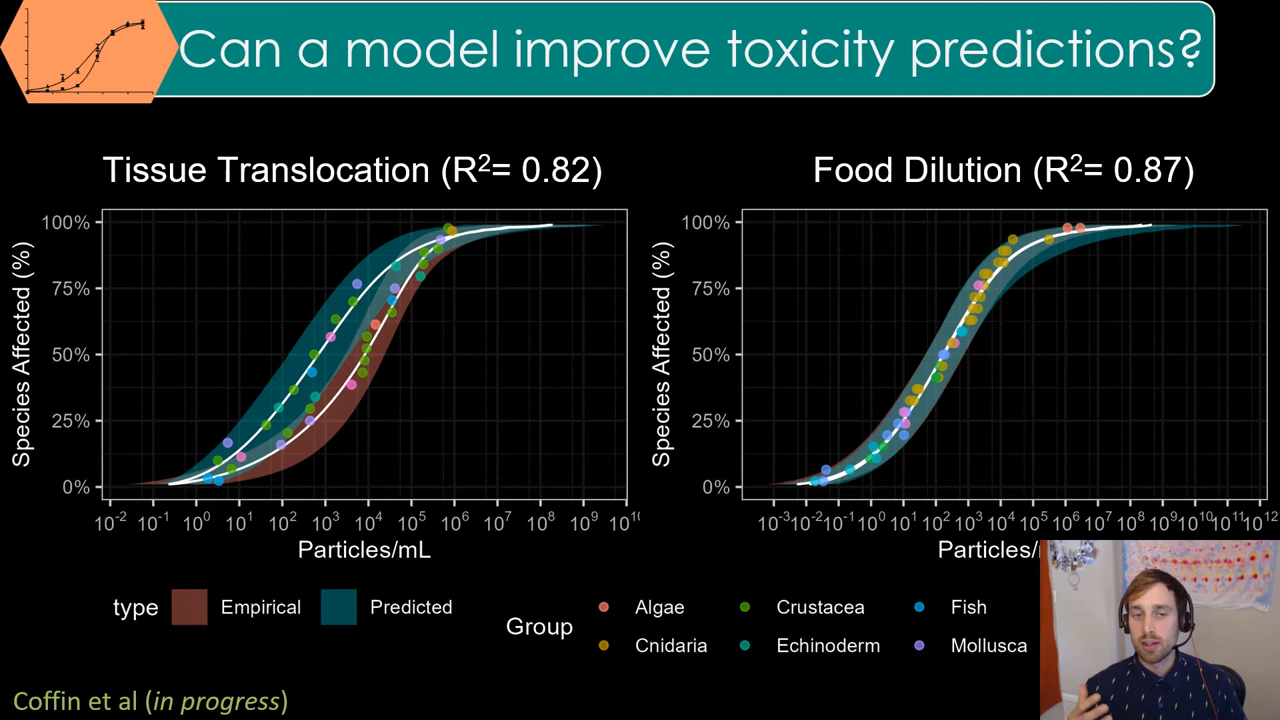 Can a model improve toxicity predictions?
Tissue Translocation (R²= 0.82)
Food Dilution (R²= 0.87)
Species Affected (%)
100%
75%
50%
25%
0%
10⁻² 10⁻¹ 10⁰ 10¹ 10² 10³ 10⁴ 10⁵ 10⁶ 10⁷ 10⁸ 10⁹ 10¹⁰
Particles/mL
Species Affected (%)
100%
75%
50%
25%
0%
10⁻³ 10⁻² 10⁻¹ 10⁰ 10¹ 10² 10³ 10⁴ 10⁵ 10⁶ 10⁷ 10⁸ 10⁹ 10¹⁰ 10¹¹ 10¹²
Particles/
type Empirical Predicted
Group
Algae Crustacea Fish
Cnidaria Echinoderm Mollusca
Coffin et al (in progress)